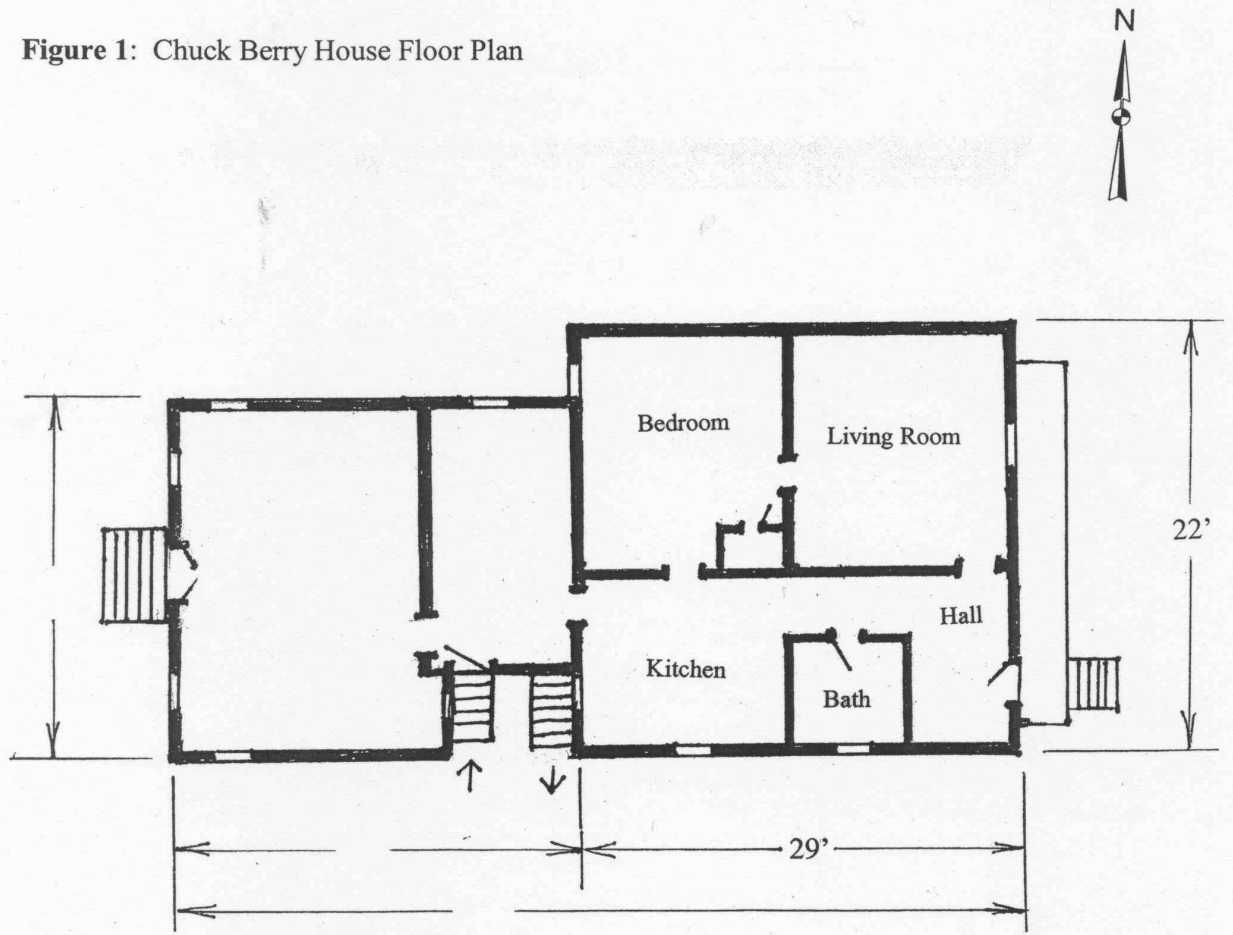 N
Figure 1: Chuck Berry House Floor Plan
Bedroom
Living Room
22’
Hall
Kitchen
Bath
29’